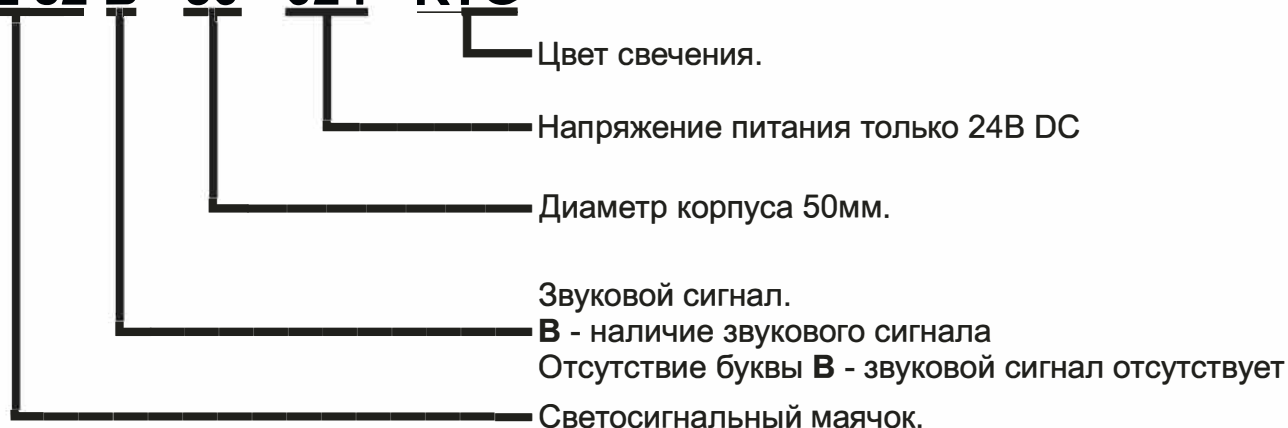 Цвет свечения.
Напряжение питания только 24В DC
Диаметр корпуса 50мм.
Звуковой сигнал.
В - наличие звукового сигнала
Отсутствие буквы В - звуковой сигнал отсутствует
Светосигнальный маячок.